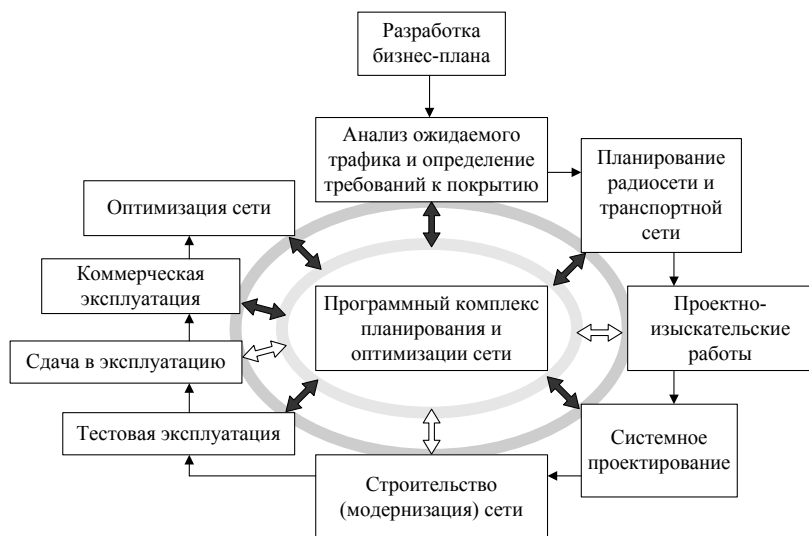 Разработка
бизнес-плана
Анализ ожидаемого
трафика и определение
требований к покрытию
Планирование
радиосети и
транспортной
сети
Оптимизация сети
Коммерческая
эксплуатация
Программный комплекс
планирования и
оптимизации сети
Проектно-
изыскательские
работы
Сдача в эксплуатацию
Тестовая эксплуатация
Системное
проектирование
Строительство
(модернизация) сети